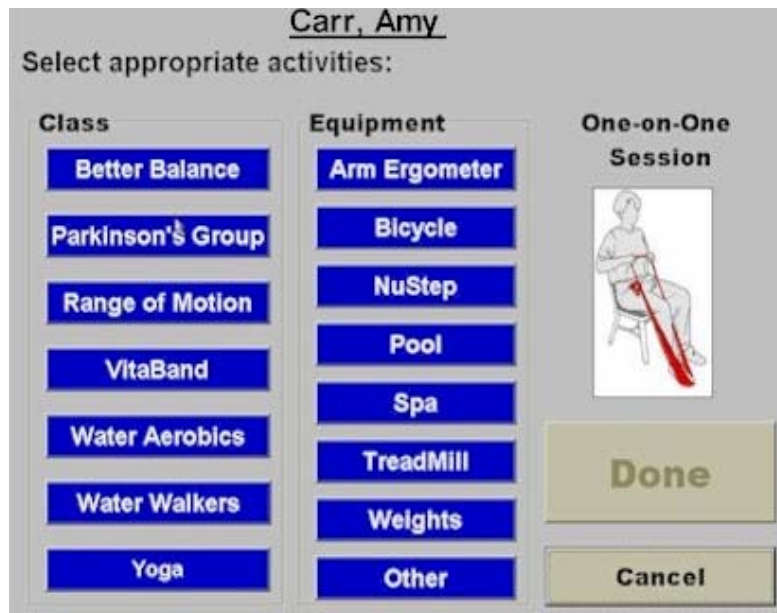 Carr, Amy
Select appropriate activities:
Class
Better Balance
Parkinson's Group
Range of Motion
VitaBand
Water Aerobics
Water Walkers
Yoga
Equipment
Arm Ergometer
Bicycle
NuStep
Pool
Spa
TreadMill
Weights
Other
One-on-One
Session
Done
Cancel